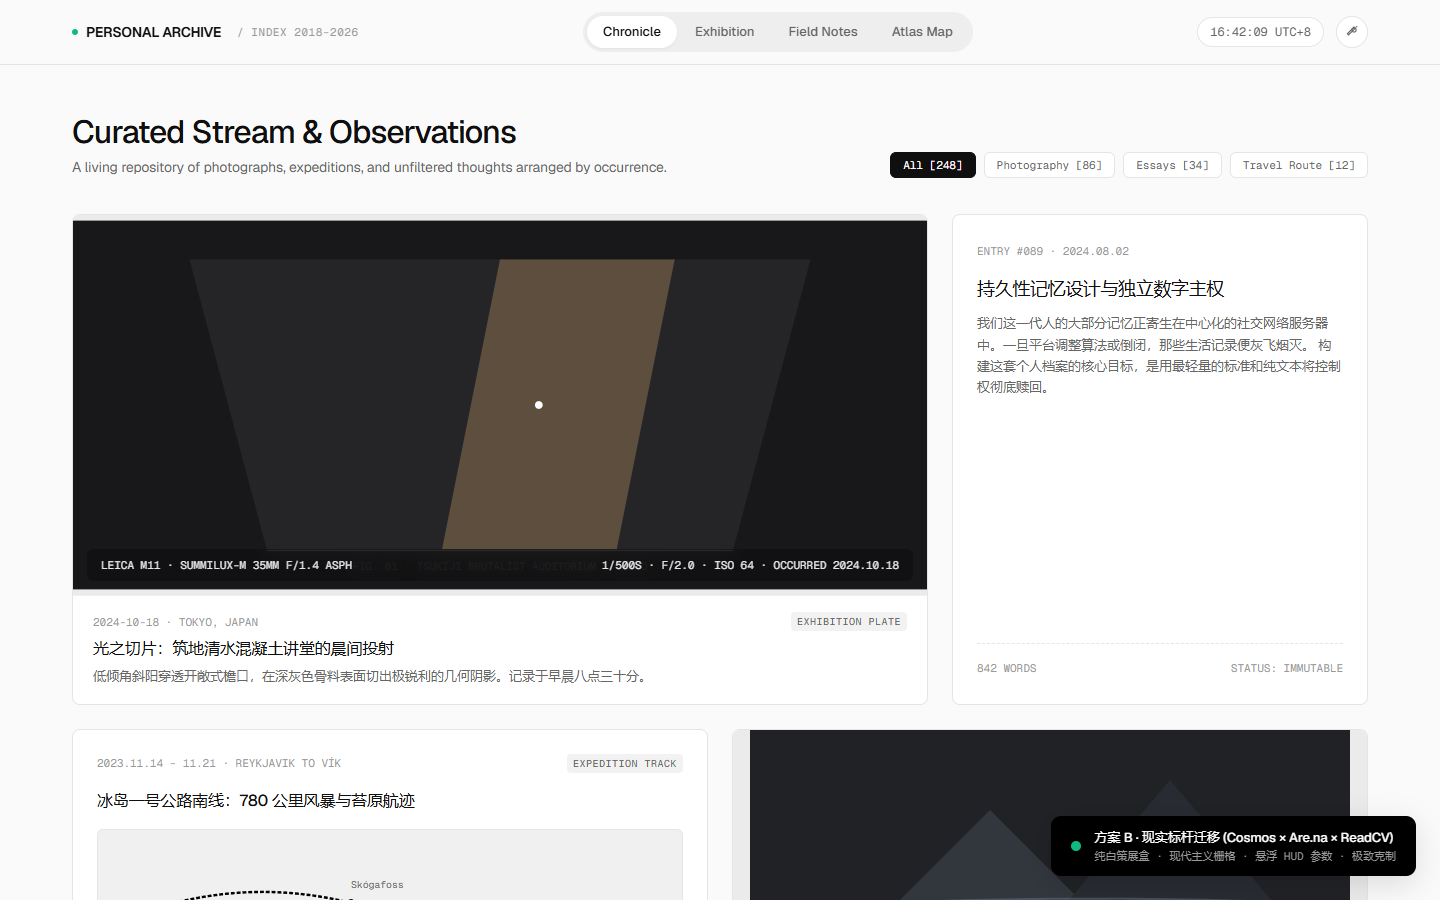 PERSONAL ARCHIVE / INDEX 2018-2026
Chronicle Exhibition Field Notes Atlas Map
16:42:09 UTC+8
Curated Stream & Observations
A living repository of photographs, expeditions, and unfiltered thoughts arranged by occurrence.
All [248] Photography [86] Essays [34] Travel Route [12]
LEICA M11 · SUMMILUX-M 35MM F/1.4 ASPH
1/500S · F/2.0 · ISO 64 · OCCURRED 2024.10.18
2024-10-18 · TOKYO, JAPAN
EXHIBITION PLATE
光之切片：筑地清水混凝土讲堂的晨间投射
低倾角斜阳穿透开敞式檐口，在深灰色骨料表面切出极锐利的几何阴影。记录于早晨八点三十分。
ENTRY #089 · 2024.08.02
持久性记忆设计与独立数字主权
我们这一代人的大部分记忆正寄生在中心化的社交网络服务器
中。一旦平台调整算法或倒闭，那些生活记录便灰飞烟灭。 构
建这套个人档案的核心目标，是用最轻量的标准和纯文本将控制
权彻底赎回。
842 WORDS
STATUS: IMMUTABLE
2023.11.14 – 11.21 · REYKJAVIK TO VÍK
EXPEDITION TRACK
冰岛一号公路南线：780 公里风暴与苔原航迹
Skógafoss
方案 B · 现实标杆迁移 (Cosmos × Are.na × ReadCV)
纯白策展盒 · 现代主义栅格 · 悬浮 HUD 参数 · 极致克制